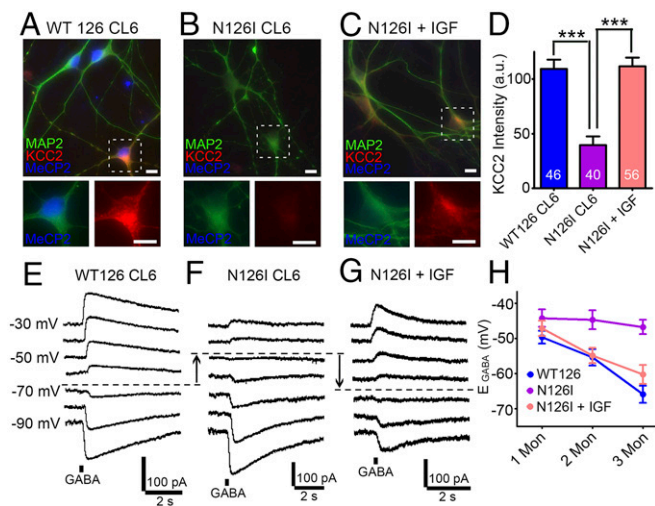 A WT 126 CL6
B N126I CL6
C N126I + IGF
D
MAP2
KCC2
MeCP2
MAP2
KCC2
MeCP2
MAP2
KCC2
MeCP2
MeCP2
MeCP2
MeCP2
KCC2 Intensity (a.u.)
100
50
0
***
***
46
40
56
WT126 CL6
N126I CL6
N126I + IGF
E WT126 CL6
F N126I CL6
G N126I + IGF
H
-30 mV
-50 mV
-70 mV
-90 mV
GABA
100 pA
2 s
GABA
100 pA
2 s
GABA
100 pA
2 s
E GABA (mV)
-40
-50
-60
-70
WT126
N126I
N126I + IGF
1 Mon
2 Mon
3 Mon